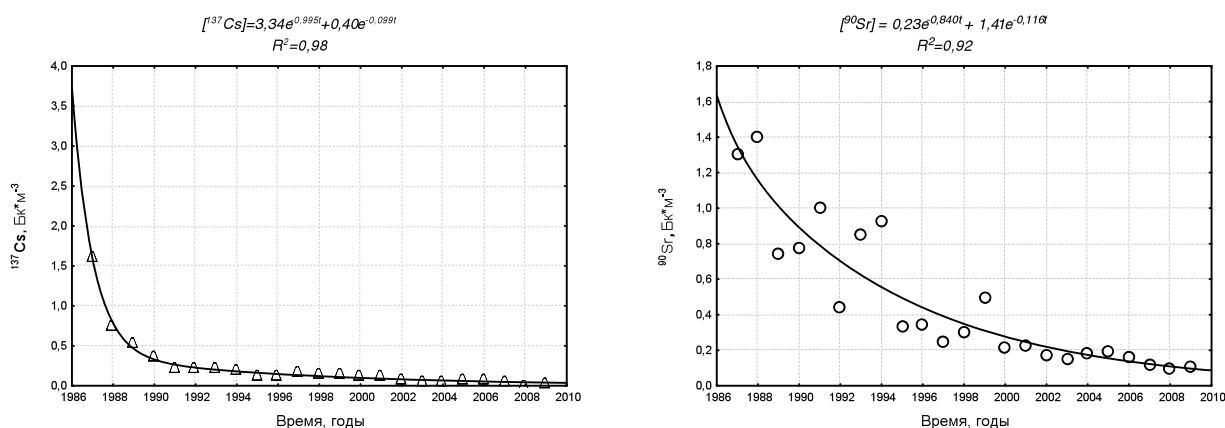 [¹³⁷Cs]=3,34e⁰,⁹⁹⁵ᵗ+0,40e⁻⁰,⁰⁹⁹ᵗ
R²=0,98
4,0
3,5
3,0
2,5
2,0
1,5
1,0
0,5
0,0
¹³⁷Cs, Бк*м⁻³
1986 1988 1990 1992 1994 1996 1998 2000 2002 2004 2006 2008 2010
Время, годы
[⁹⁰Sr] = 0,23e⁰,⁸⁴⁰ᵗ + 1,41e⁻⁰,¹¹⁶ᵗ
R²=0,92
1,8
1,6
1,4
1,2
1,0
0,8
0,6
0,4
0,2
0,0
⁹⁰Sr, Бк*м⁻³
1986 1988 1990 1992 1994 1996 1998 2000 2002 2004 2006 2008 2010
Время, годы